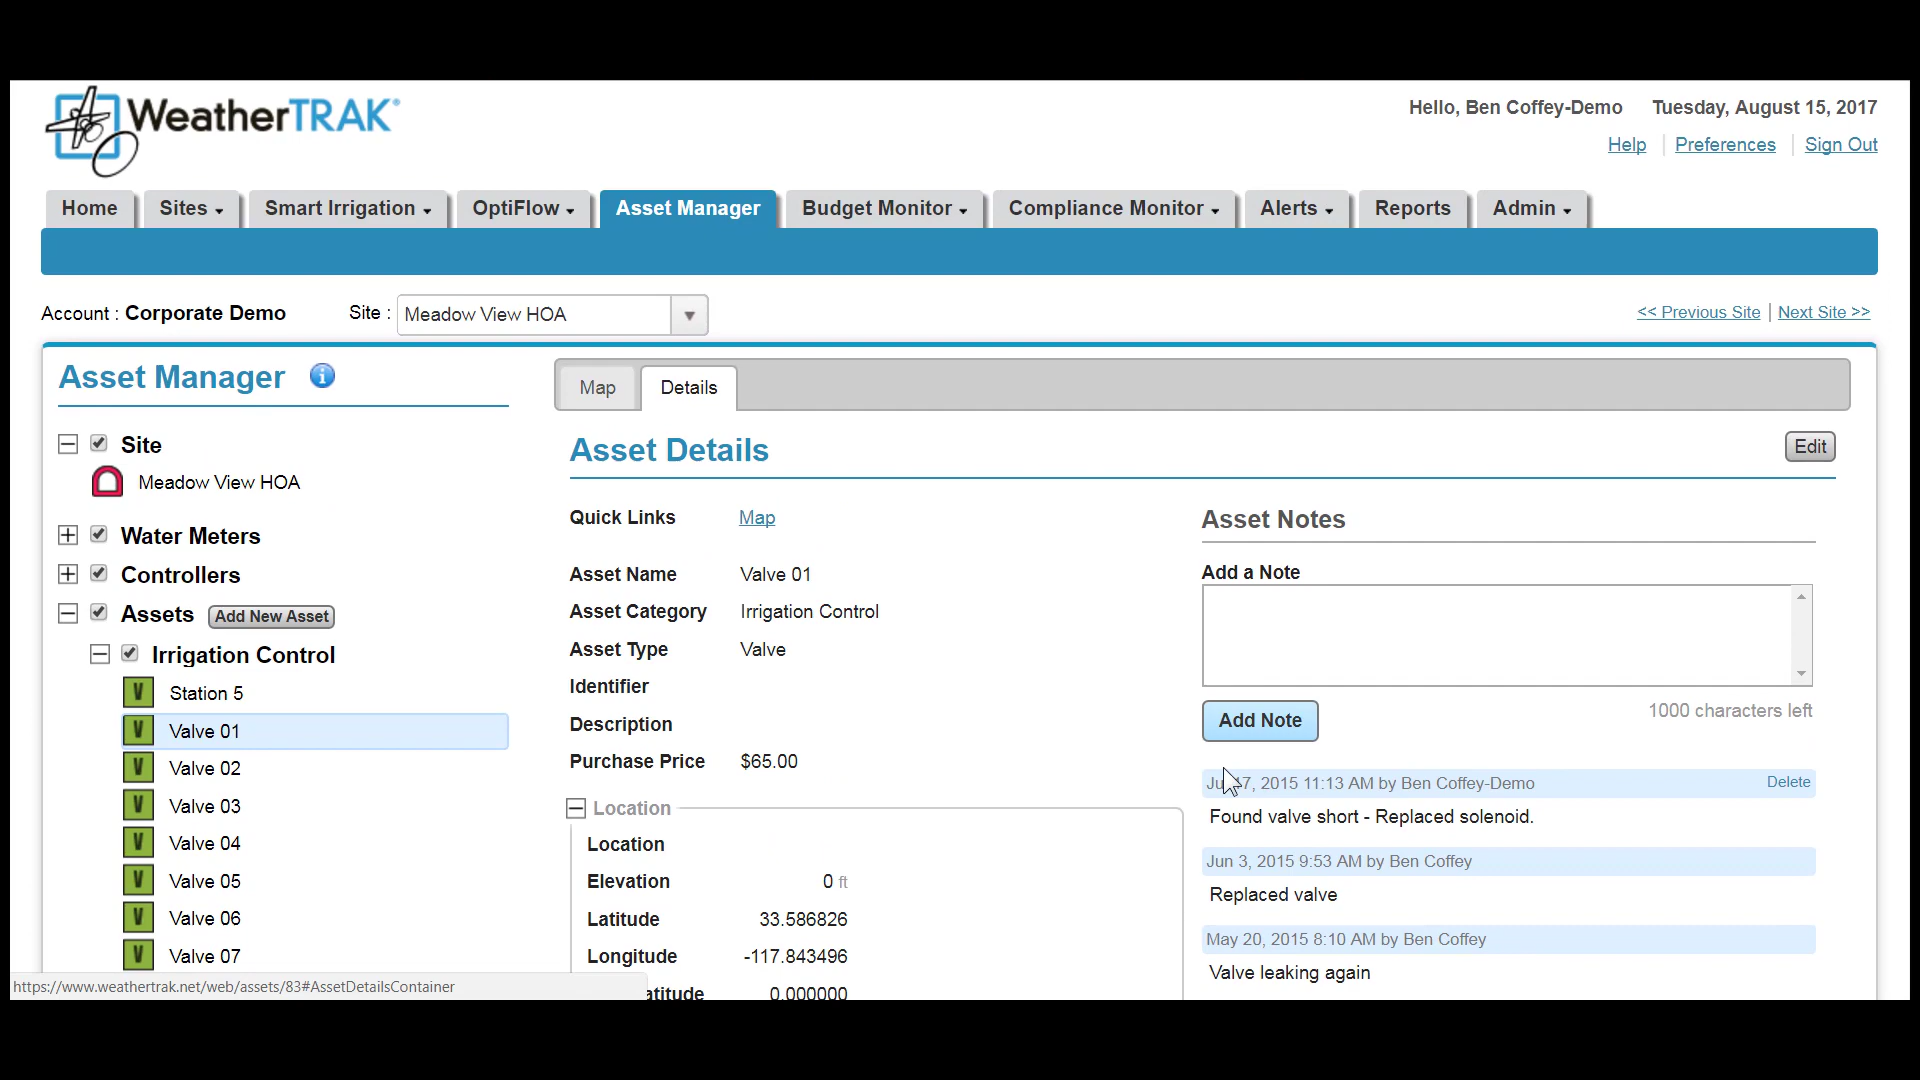 WeatherTRAK
Hello, Ben Coffey-Demo Tuesday, August 15, 2017
Help Preferences Sign Out
Home Sites Smart Irrigation OptiFlow Asset Manager Budget Monitor Compliance Monitor Alerts Reports Admin
Account : Corporate Demo Site : Meadow View HOA << Previous Site Next Site >>
Asset Manager
Site
Meadow View HOA
Water Meters
Controllers
Assets Add New Asset
Irrigation Control
V Station 5
V Valve 01
V Valve 02
V Valve 03
V Valve 04
V Valve 05
V Valve 06
V Valve 07
https://www.weathertrak.net/web/assets/83#AssetDetailsContainer
Map Details
Asset Details Edit
Quick Links Map
Asset Name Valve 01
Asset Category Irrigation Control
Asset Type Valve
Identifier
Description
Purchase Price $65.00
Location
Location
Elevation 0 ft
Latitude 33.586826
Longitude -117.843496
0.000000
Asset Notes
Add a Note
Add Note 1000 characters left
2015 11:13 AM by Ben Coffey-Demo Delete
Found valve short - Replaced solenoid.
Jun 3, 2015 9:53 AM by Ben Coffey
Replaced valve
May 20, 2015 8:10 AM by Ben Coffey
Valve leaking again